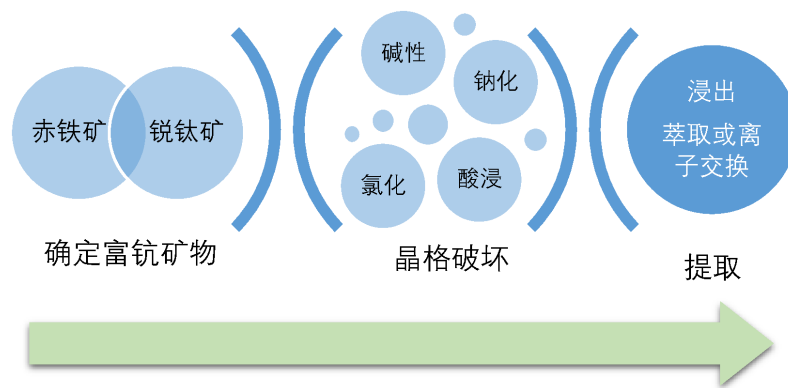 赤铁矿
锐钛矿
确定富钪矿物
碱性
钠化
氯化
酸浸
晶格破坏
浸出
萃取或离
子交换
提取